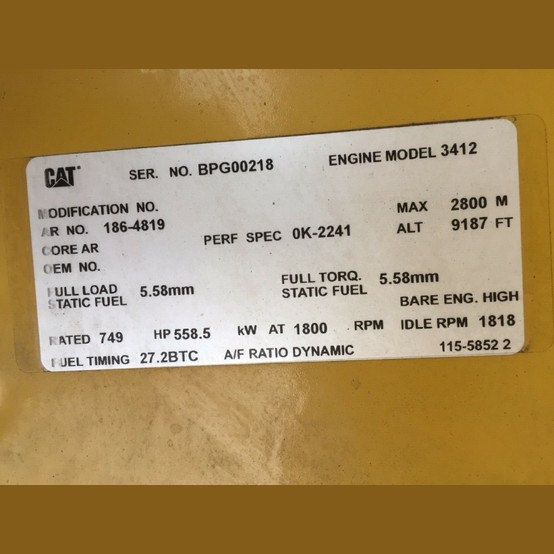 CAT SER. NO. BPG00218 ENGINE MODEL 3412
MODIFICATION NO.
AR NO. 186-4819 MAX 2800 M
CORE AR PERF SPEC 0K-2241 ALT 9187 FT
OEM NO.
FULL LOAD STATIC FUEL 5.58mm FULL TORQ. STATIC FUEL 5.58mm
BARE ENG. HIGH
RATED 749 HP 558.5 kW AT 1800 RPM IDLE RPM 1818
FUEL TIMING 27.2BTC A/F RATIO DYNAMIC 115-5852 2